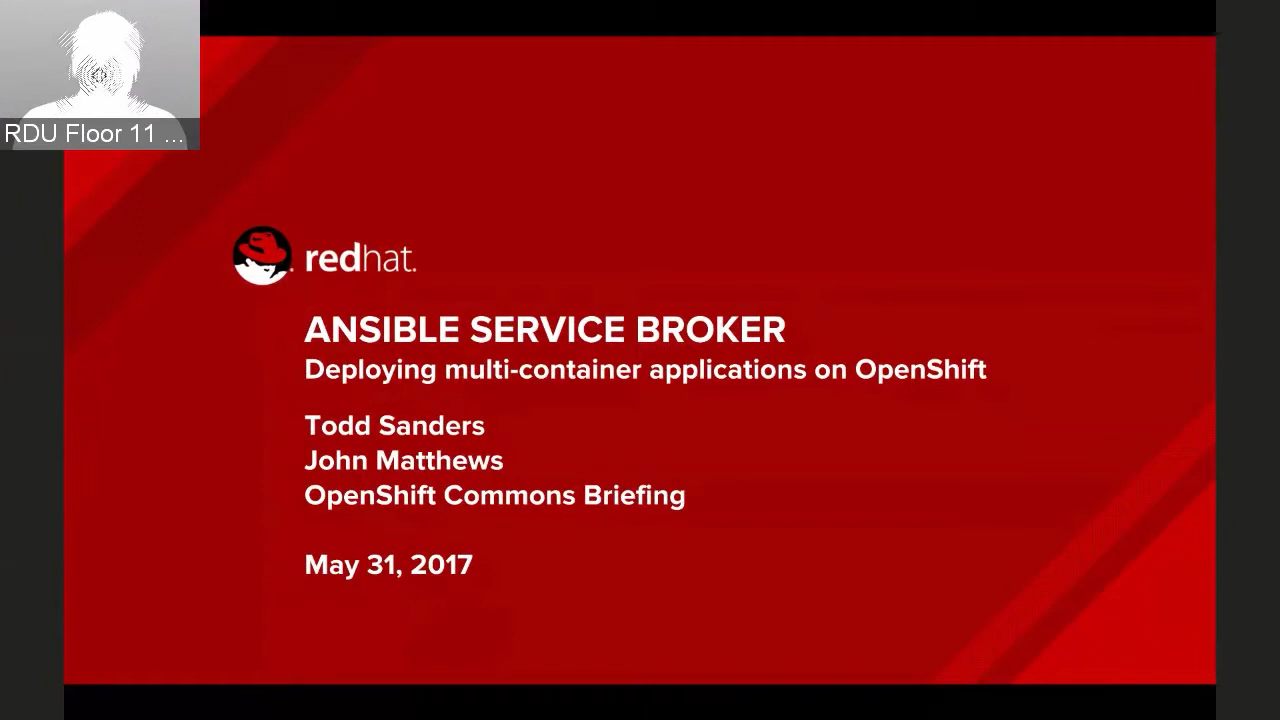 RDU Floor 11 ...
redhat.
ANSIBLE SERVICE BROKER
Deploying multi-container applications on OpenShift
Todd Sanders
John Matthews
OpenShift Commons Briefing
May 31, 2017